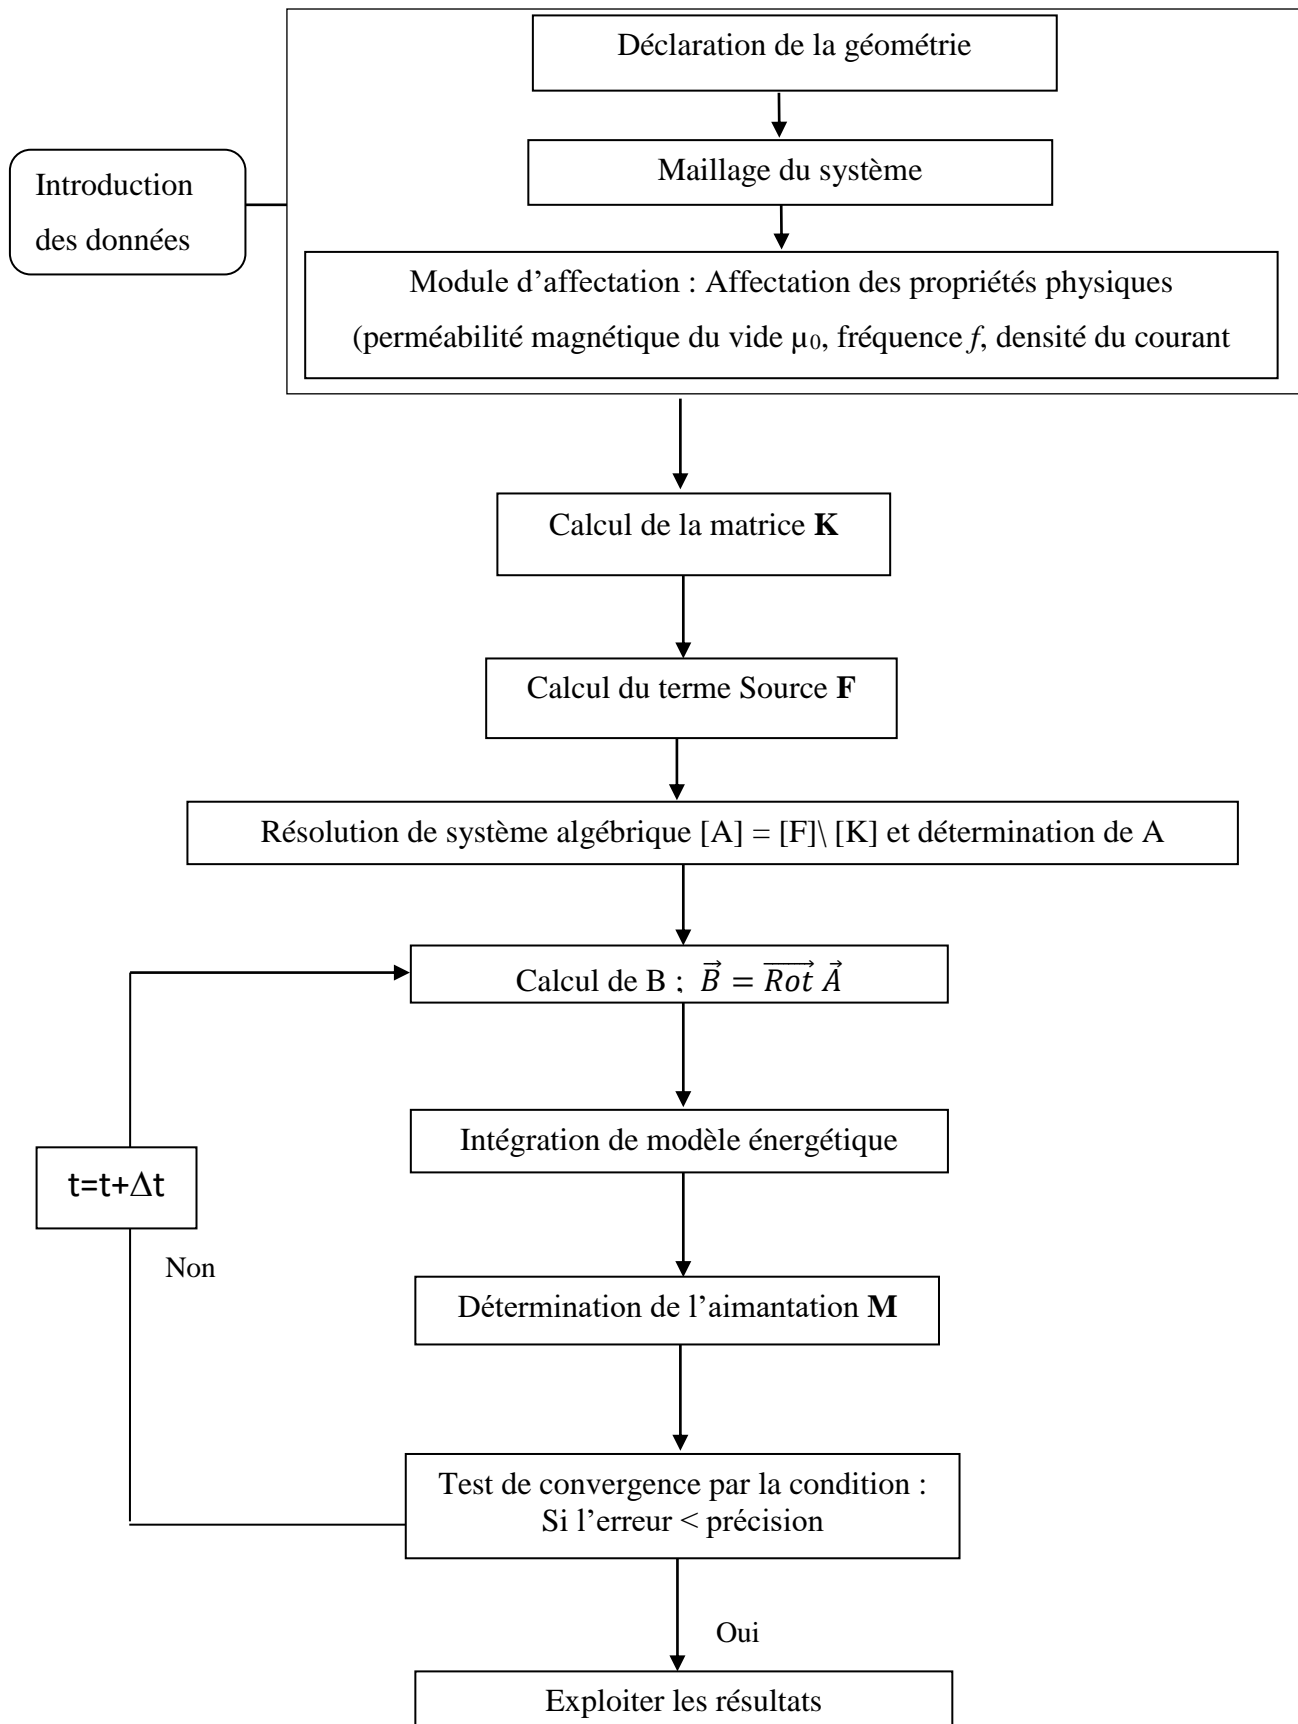 Déclaration de la géométrie
Maillage du système
Introduction
des données
Module d’affectation : Affectation des propriétés physiques
(perméabilité magnétique du vide μ₀, fréquence f, densité du courant
Calcul de la matrice K
Calcul du terme Source F
Résolution de système algébrique [A] = [F]\ [K] et détermination de A
Calcul de B ; \vec{B} = \overrightarrow{Rot} \vec{A}
Intégration de modèle énergétique
t=t+Δt
Non
Détermination de l’aimantation M
Test de convergence par la condition :
Si l’erreur < précision
Oui
Exploiter les résultats